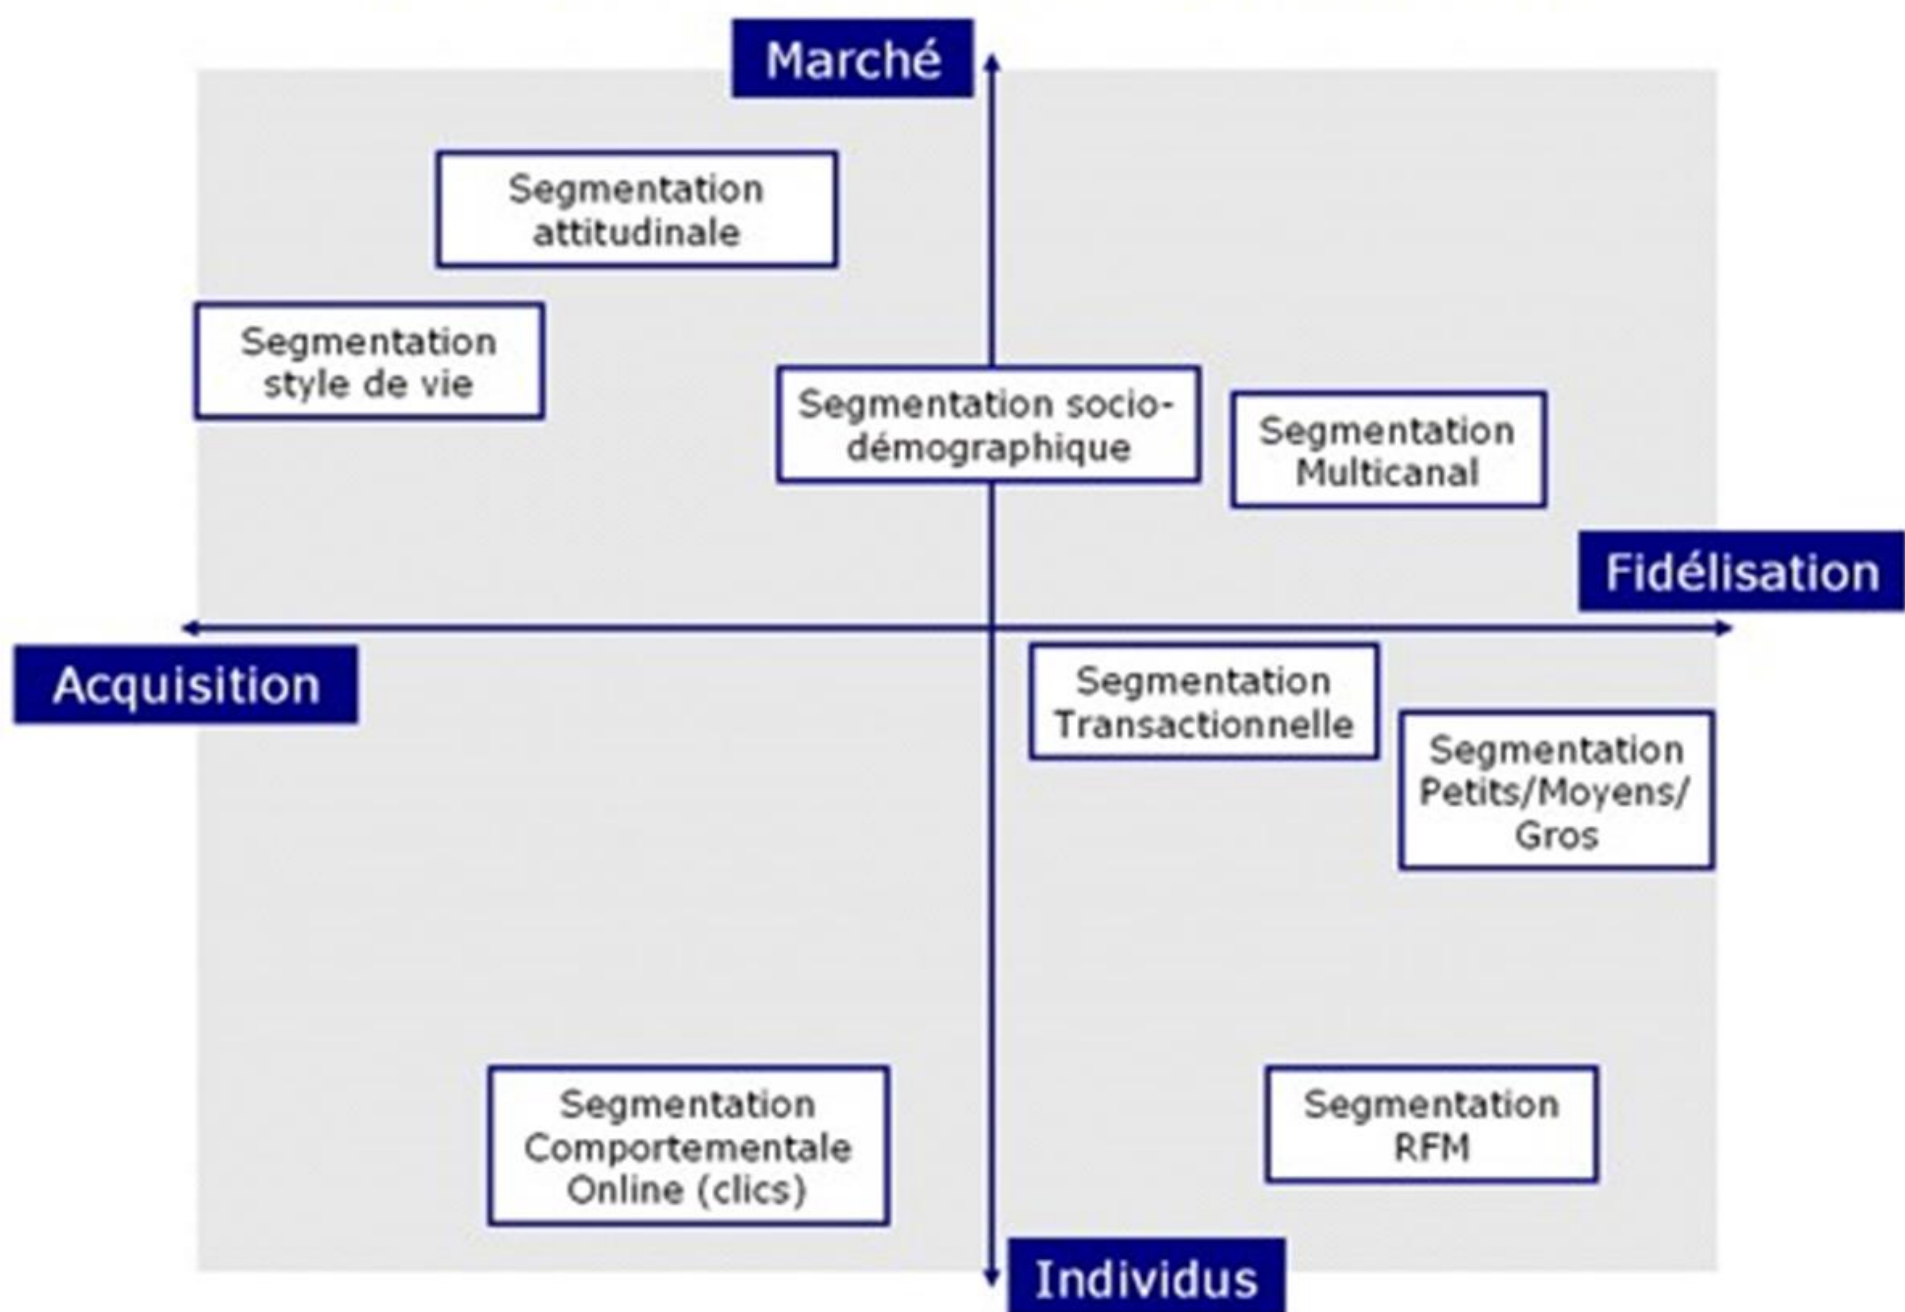 Marché
Segmentation
attitudinale
Segmentation
style de vie
Segmentation socio-
démographique
Segmentation
Multicanal
Fidélisation
Acquisition
Segmentation
Transactionnelle
Segmentation
Petits/Moyens/
Gros
Segmentation
Comportementale
Online (clics)
Segmentation
RFM
Individus